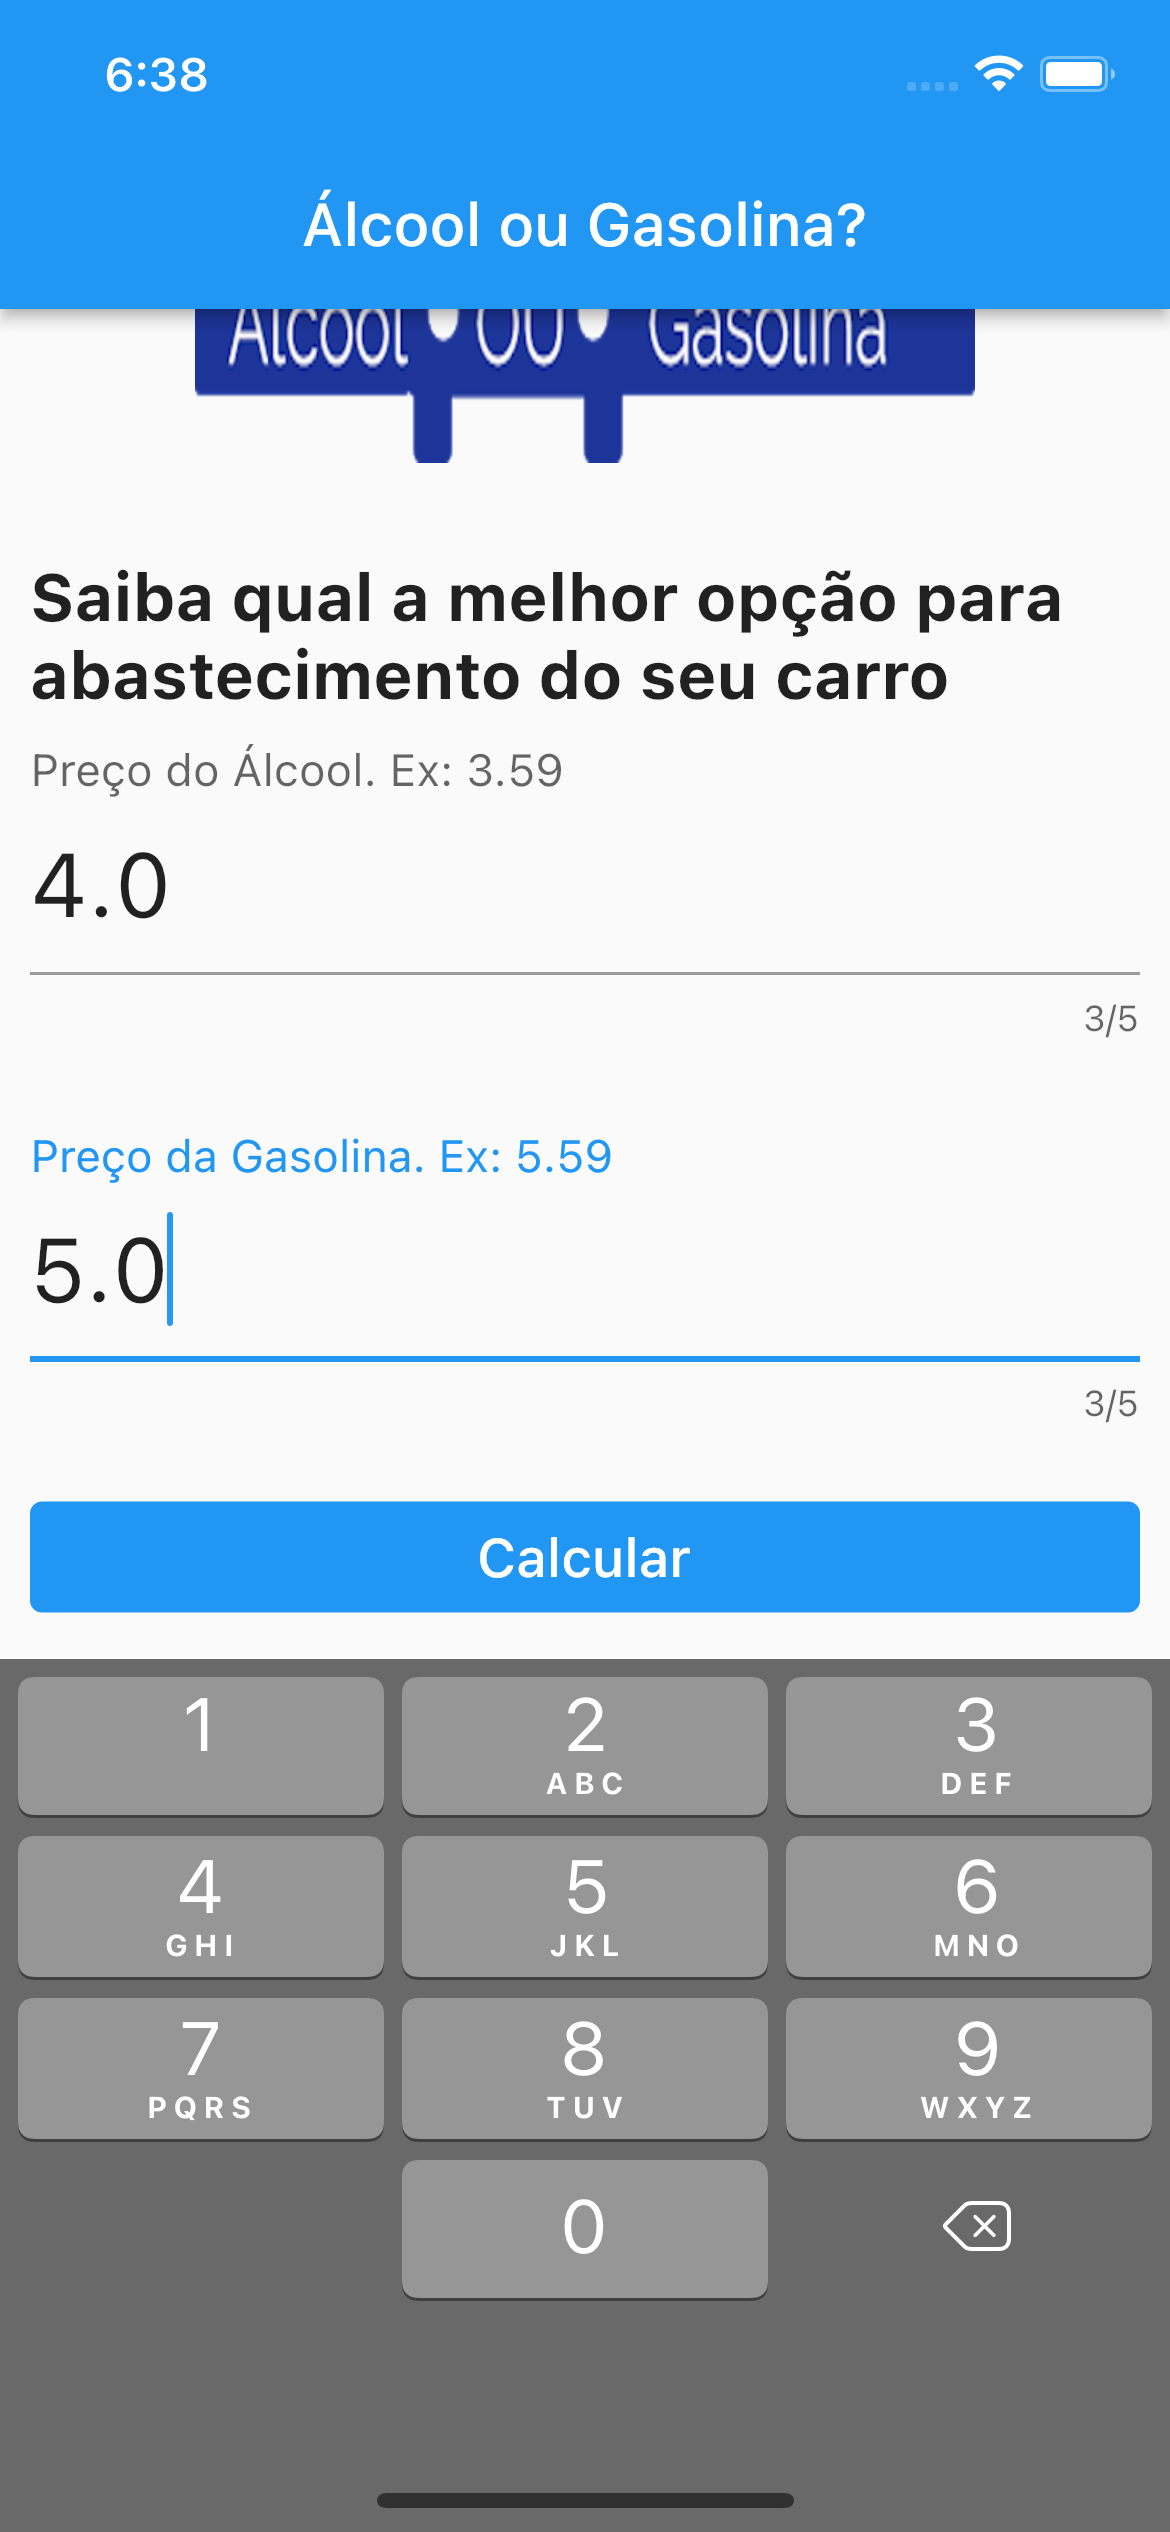 6:38
Álcool ou Gasolina?
Álcool ou Gasolina
Saiba qual a melhor opção para
abastecimento do seu carro
Preço do Álcool. Ex: 3.59
4.0
3/5
Preço da Gasolina. Ex: 5.59
5.0
3/5
Calcular
1
2
ABC
3
DEF
4
GHI
5
JKL
6
MNO
7
PQRS
8
TUV
9
WXYZ
0